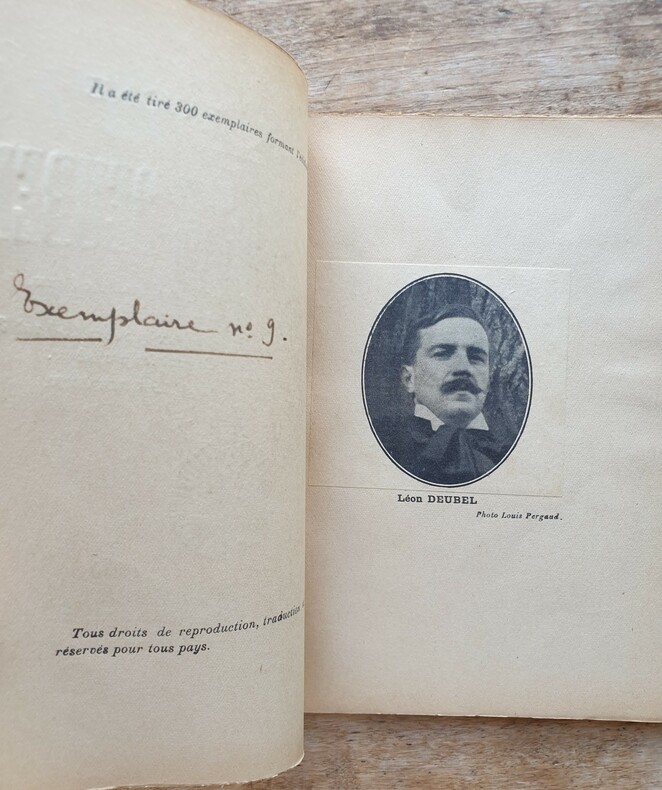 Il a été tiré 300 exemplaires formant
Exemplaire nº 9.
Tous droits de reproduction, traduction
réservés pour tous pays.
Léon DEUBEL
Photo Louis Pergaud.